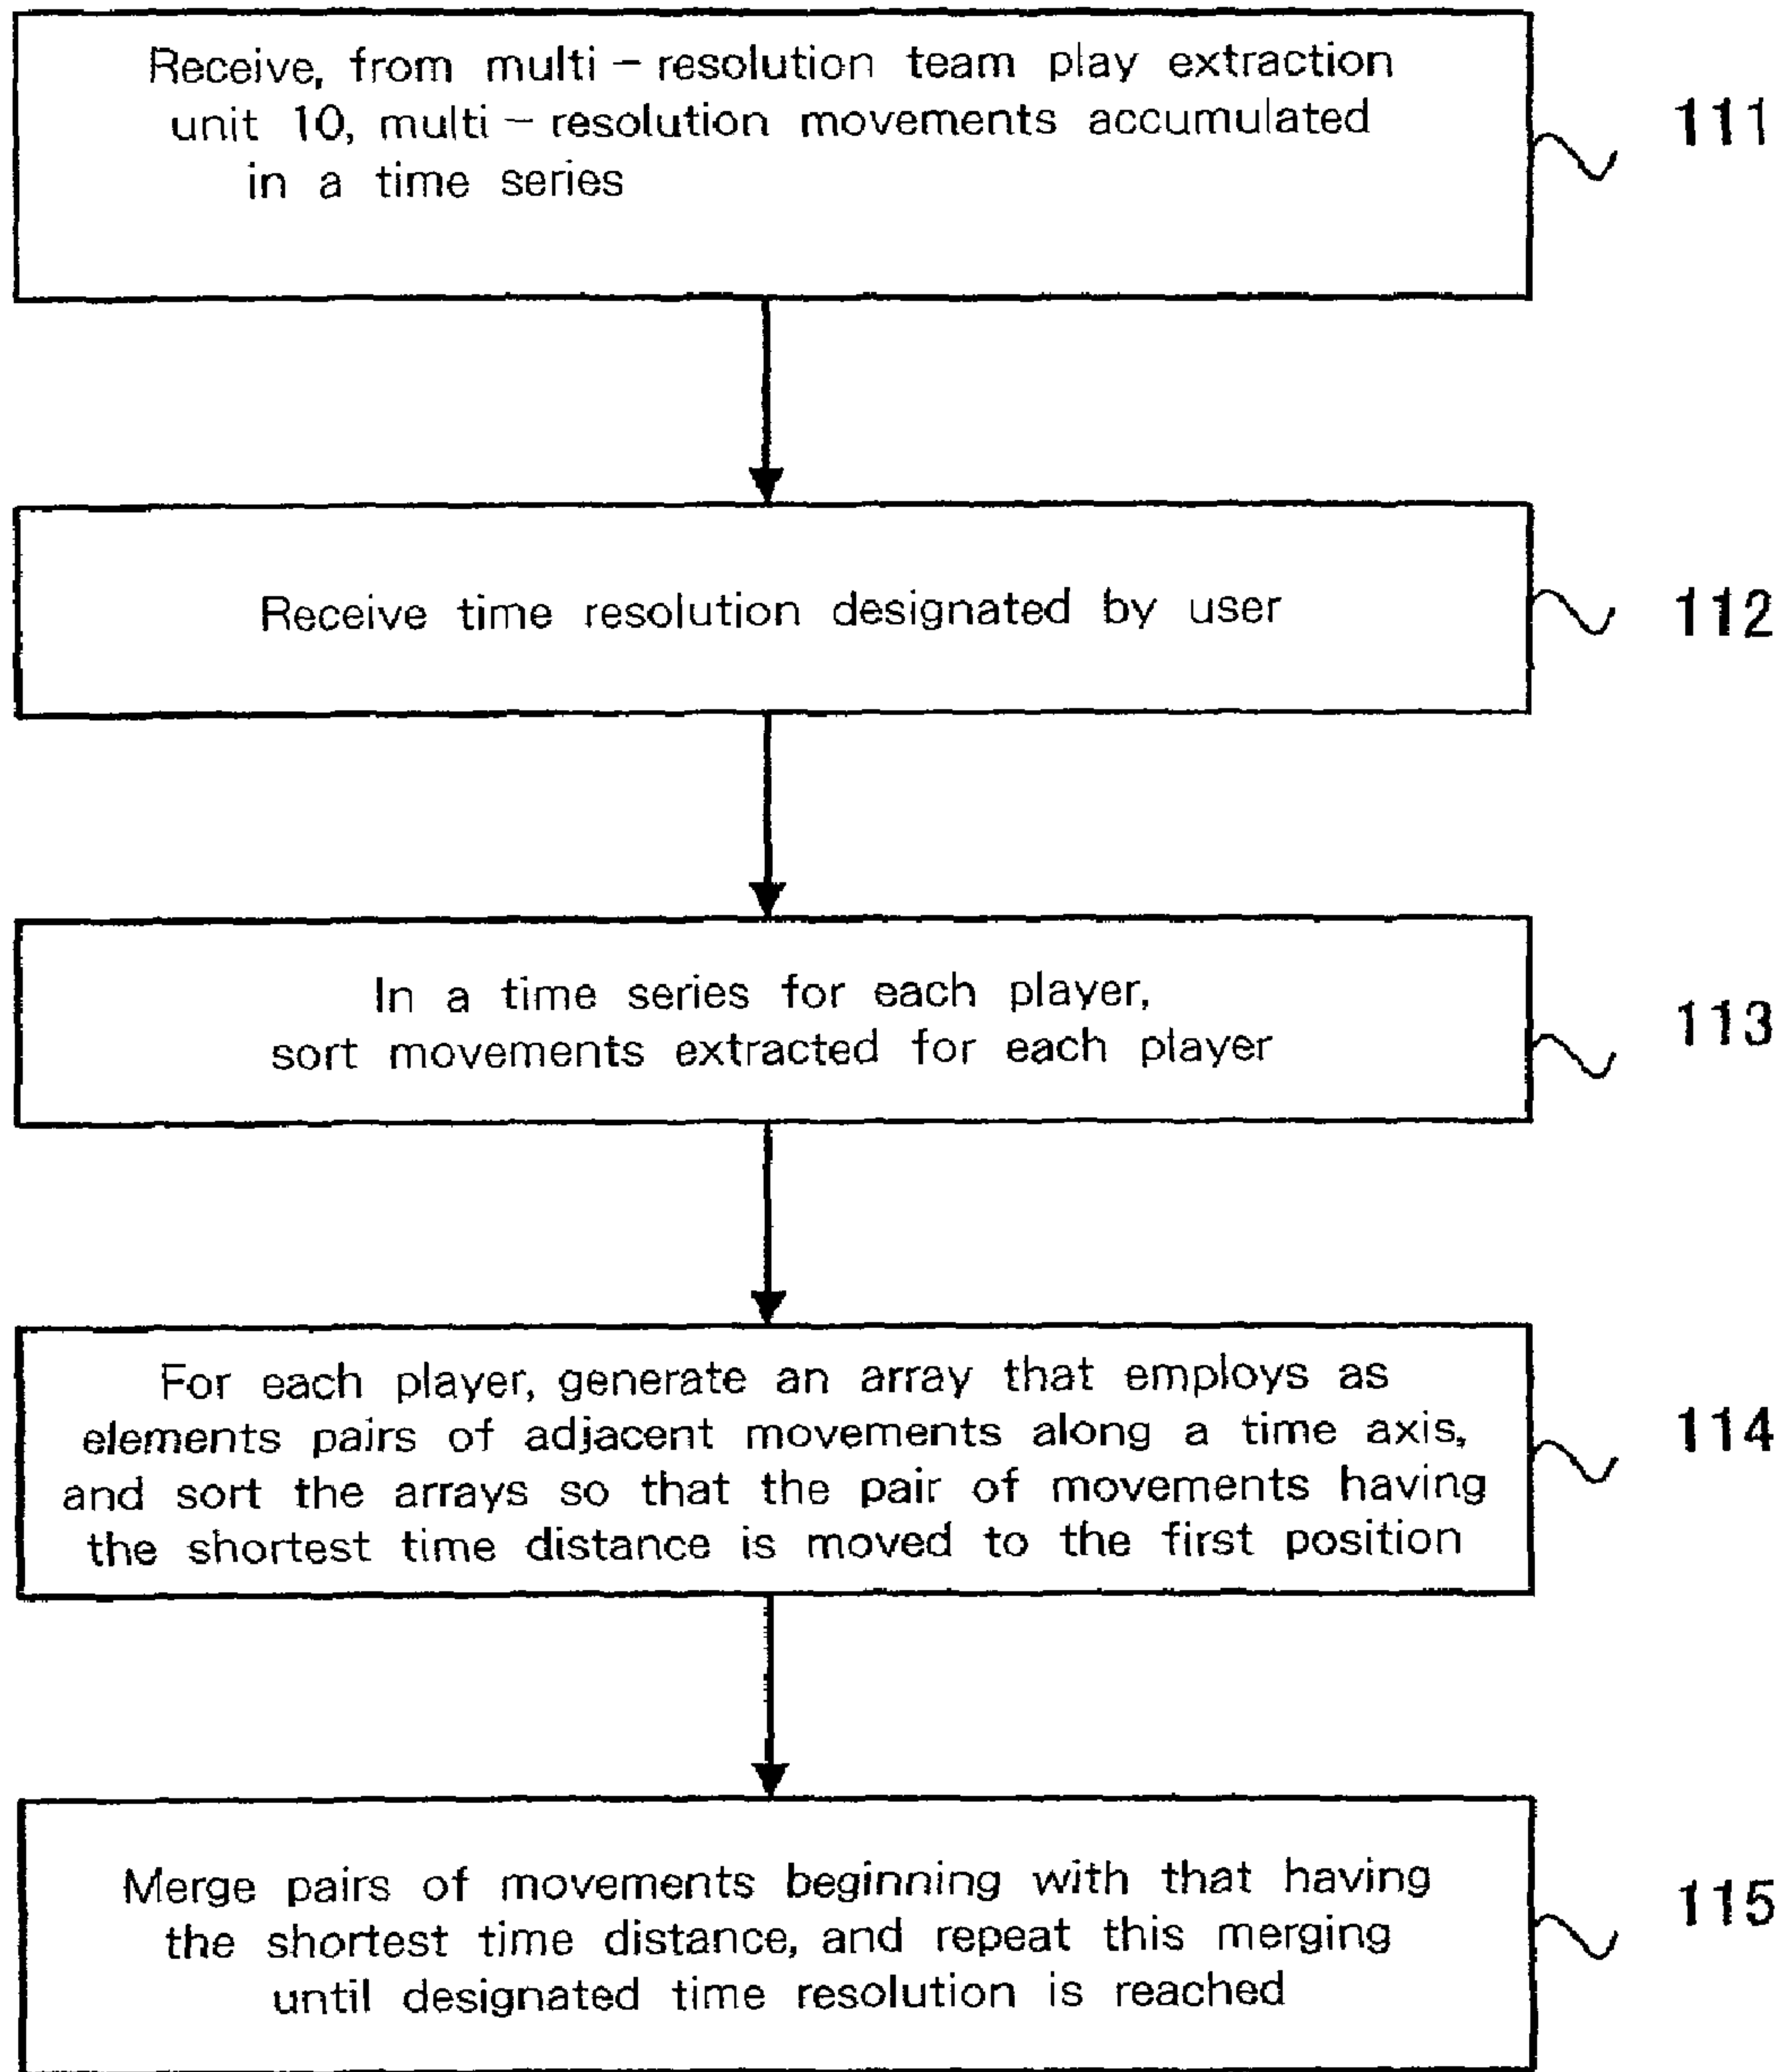 Receive, from multi – resolution team play extraction
unit 10, multi – resolution movements accumulated
in a time series
111
Receive time resolution designated by user
112
In a time series for each player,
sort movements extracted for each player
113
For each player, generate an array that employs as
elements pairs of adjacent movements along a time axis,
and sort the arrays so that the pair of movements having
the shortest time distance is moved to the first position
114
Merge pairs of movements beginning with that having
the shortest time distance, and repeat this merging
until designated time resolution is reached
115